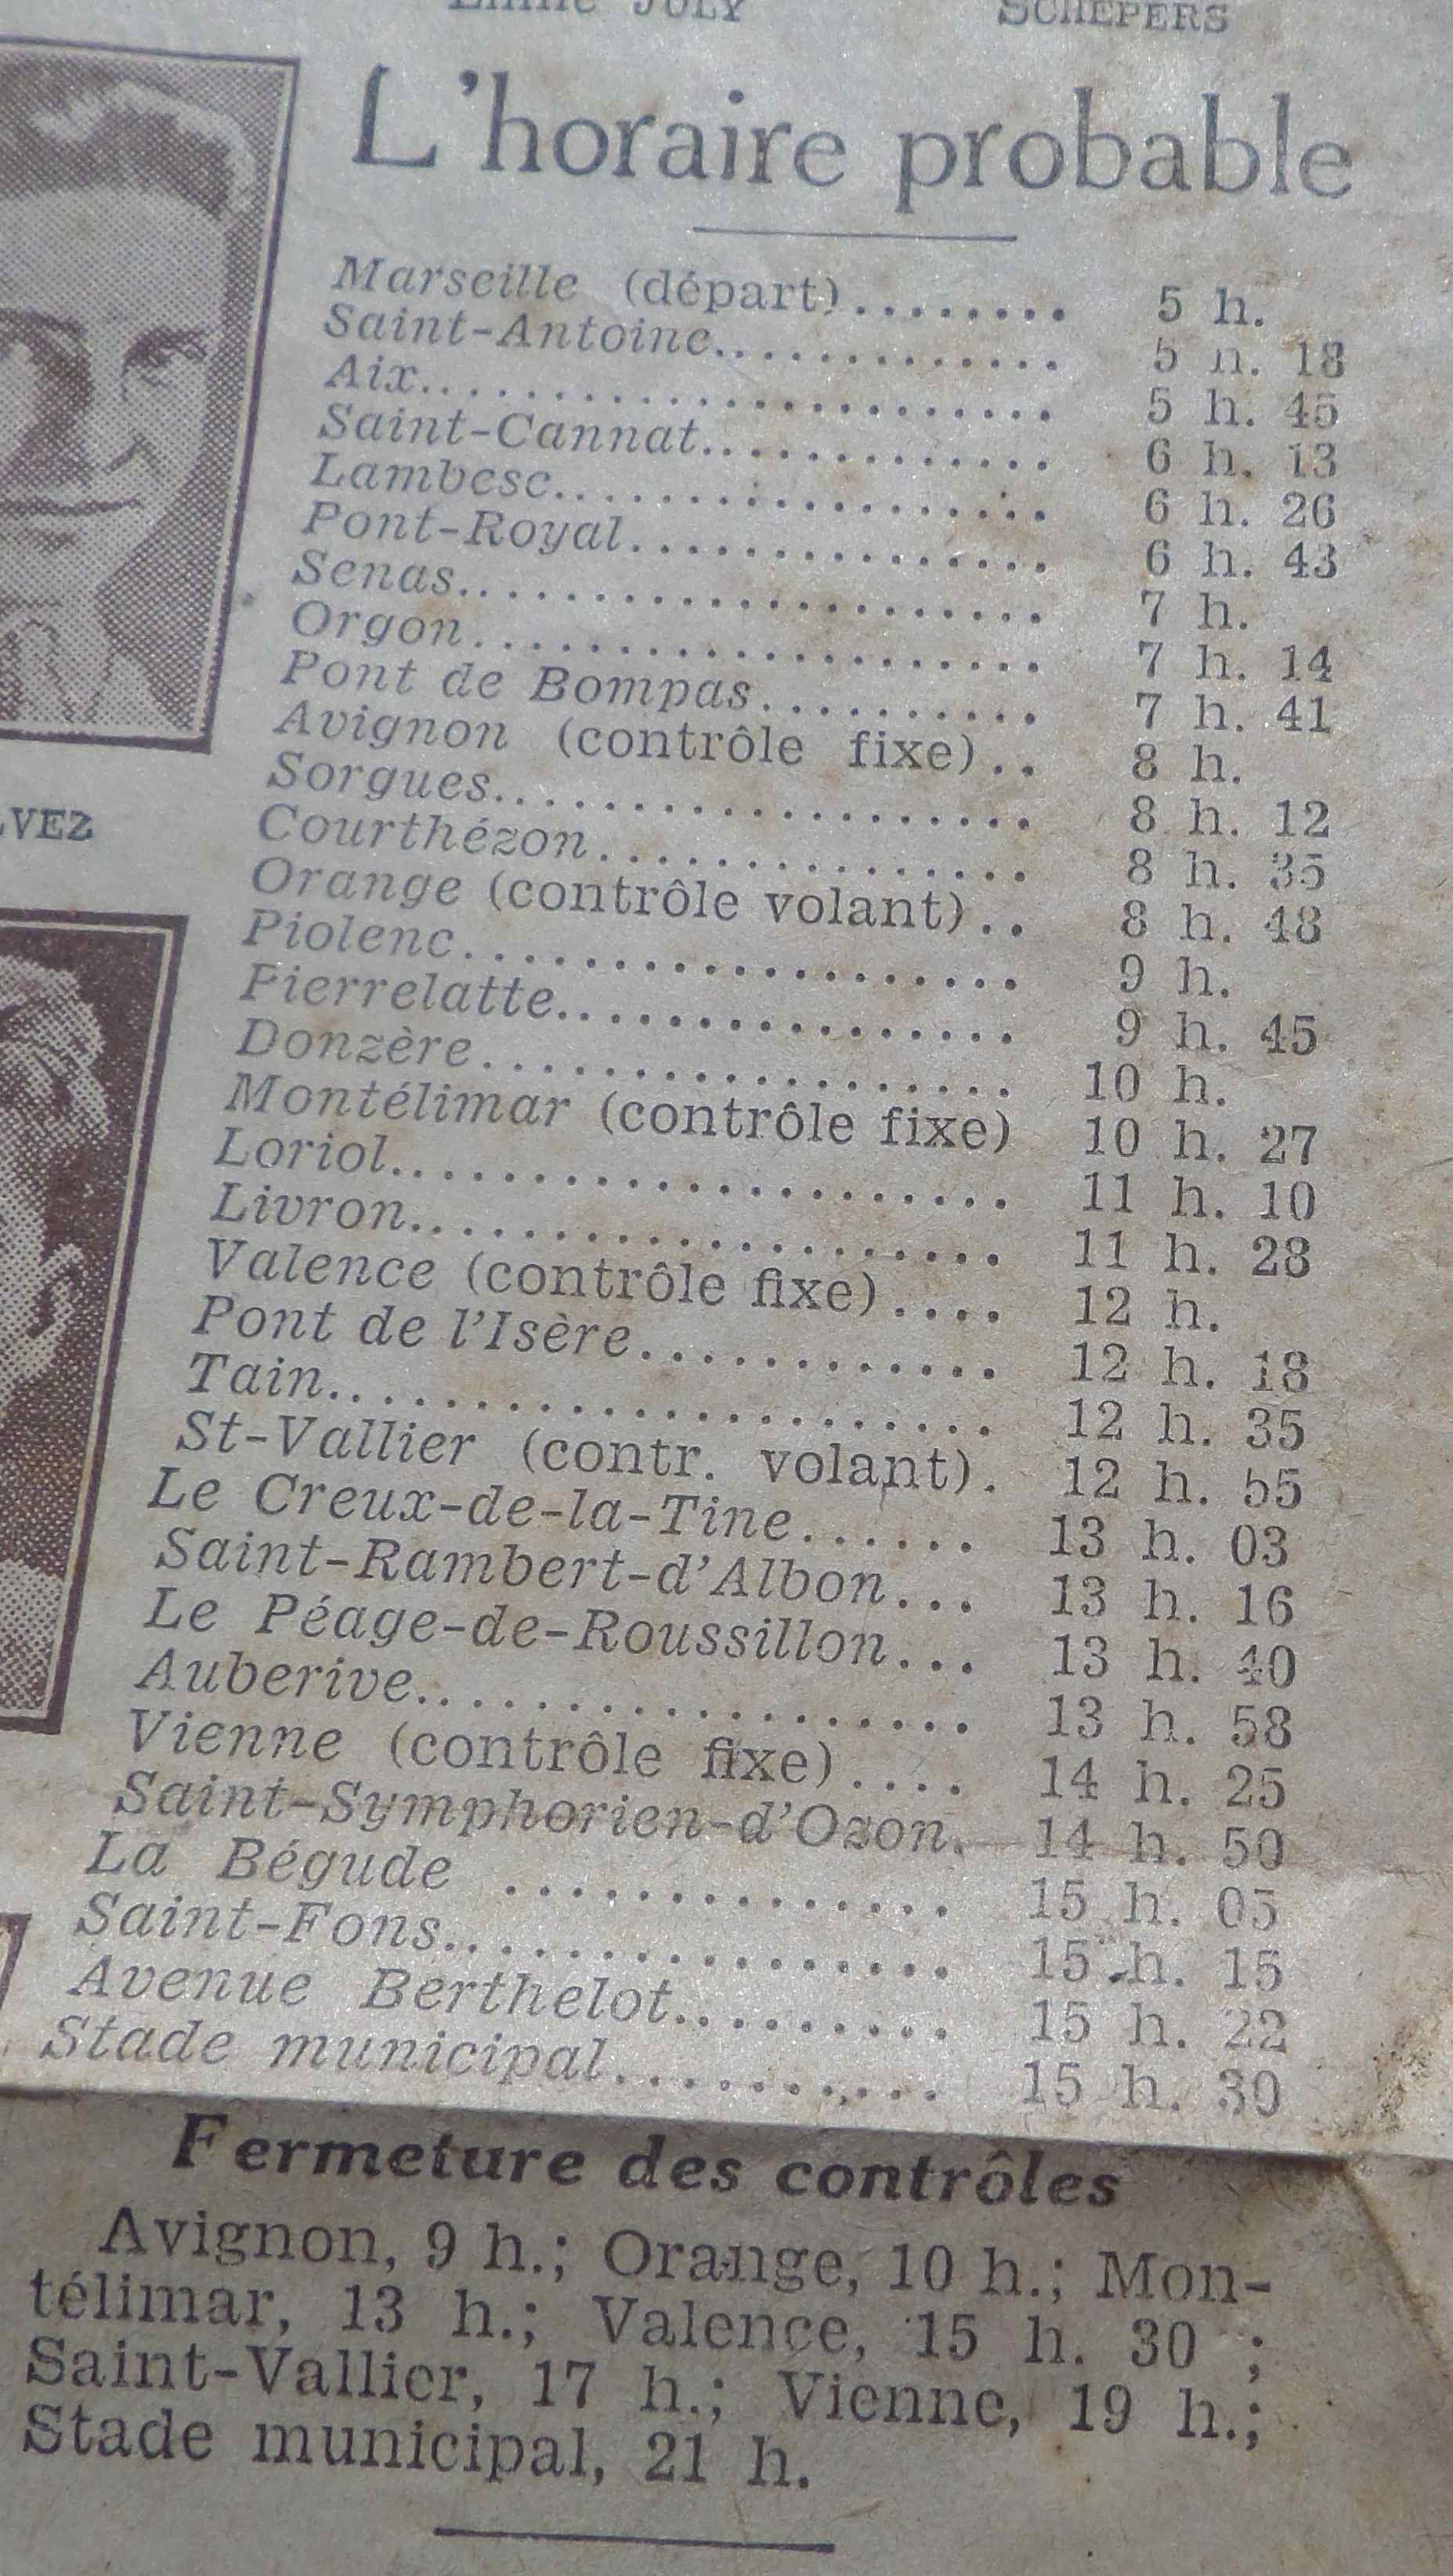 JULY SCHEPERS
L'horaire probable
Marseille (départ)........ 5 h.
Saint-Antoine............. 5 h. 18
Aix....................... 5 h. 45
Saint-Cannat............. 6 h. 13
Lambesc.................. 6 h. 26
Pont-Royal............... 6 h. 43
Senas..................... 7 h.
Orgon..................... 7 h. 14
Pont de Bompas.......... 7 h. 41
Avignon (contrôle fixe).. 8 h.
Sorgues................... 8 h. 12
Courthézon............... 8 h. 35
Orange (contrôle volant).. 8 h. 48
Piolenc................... 9 h.
Pierrelatte............... 9 h. 45
Donzère.................. 10 h.
Montélimar (contrôle fixe) 10 h. 27
Loriol.................... 11 h. 10
Livron.................... 11 h. 28
Valence (contrôle fixe).... 12 h.
Pont de l'Isère............ 12 h. 18
Tain...................... 12 h. 35
St-Vallier (contr. volant). 12 h. 55
Le Creux-de-la-Tine...... 13 h. 03
Saint-Rambert-d'Albon... 13 h. 16
Le Péage-de-Roussillon... 13 h. 40
Auberive.................. 13 h. 58
Vienne (contrôle fixe).... 14 h. 25
Saint-Symphorien-d'Ozon. 14 h. 50
La Bégude .............. 15 h. 05
Saint-Fons................ 15 h. 15
Avenue Berthelot......... 15 h. 22
Stade municipal........... 15 h. 30
LVEZ
Fermeture des contrôles
Avignon, 9 h.; Orange, 10 h.; Mon-
télimar, 13 h.; Valence, 15 h. 30 ;
Saint-Vallier, 17 h.; Vienne, 19 h.;
Stade municipal, 21 h.